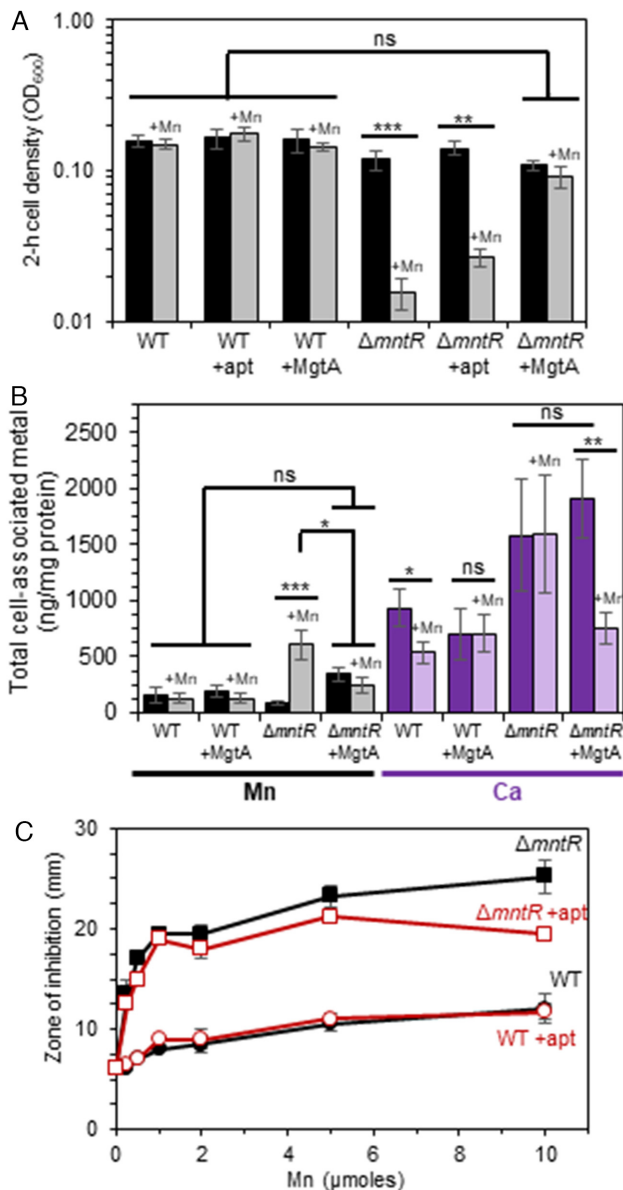 A
1.00
0.10
0.01
2-h cell density (OD600)
ns
+Mn
+Mn
+Mn
***
+Mn
**
+Mn
+Mn
WT
WT
+apt
WT
+MgtA
ΔmntR
ΔmntR
+apt
ΔmntR
+MgtA
B
Total cell-associated metal
(ng/mg protein)
2500
2000
1500
1000
500
0
ns
*
***
+Mn
+Mn
+Mn
+Mn
*
+Mn
ns
+Mn
ns
+Mn
**
+Mn
WT
WT
+MgtA
ΔmntR
ΔmntR
+MgtA
WT
WT
+MgtA
ΔmntR
ΔmntR
+MgtA
Mn
Ca
C
Zone of inhibition (mm)
30
20
10
0
ΔmntR
ΔmntR +apt
WT
WT +apt
0
2
4
6
8
10
Mn (μmoles)